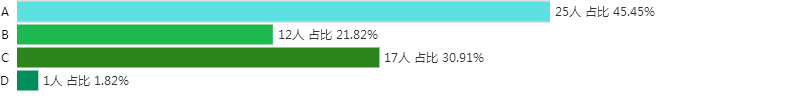 A 25人 占比 45.45%
B 12人 占比 21.82%
C 17人 占比 30.91%
D 1人 占比 1.82%